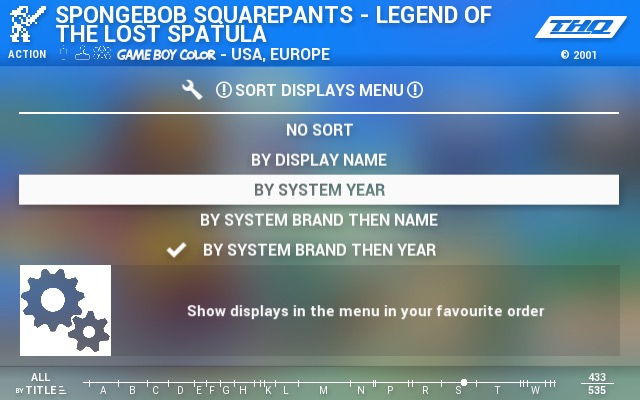 SPONGEBOB SQUAREPANTS - LEGEND OF
THE LOST SPATULA
ACTION
GAME BOY COLOR - USA, EUROPE
THQ
© 2001
SORT DISPLAYS MENU
NO SORT
BY DISPLAY NAME
BY SYSTEM YEAR
BY SYSTEM BRAND THEN NAME
BY SYSTEM BRAND THEN YEAR
Show displays in the menu in your favourite order
ALL
BY TITLE
A B C D E F G H K L M N P R S T W
433
535